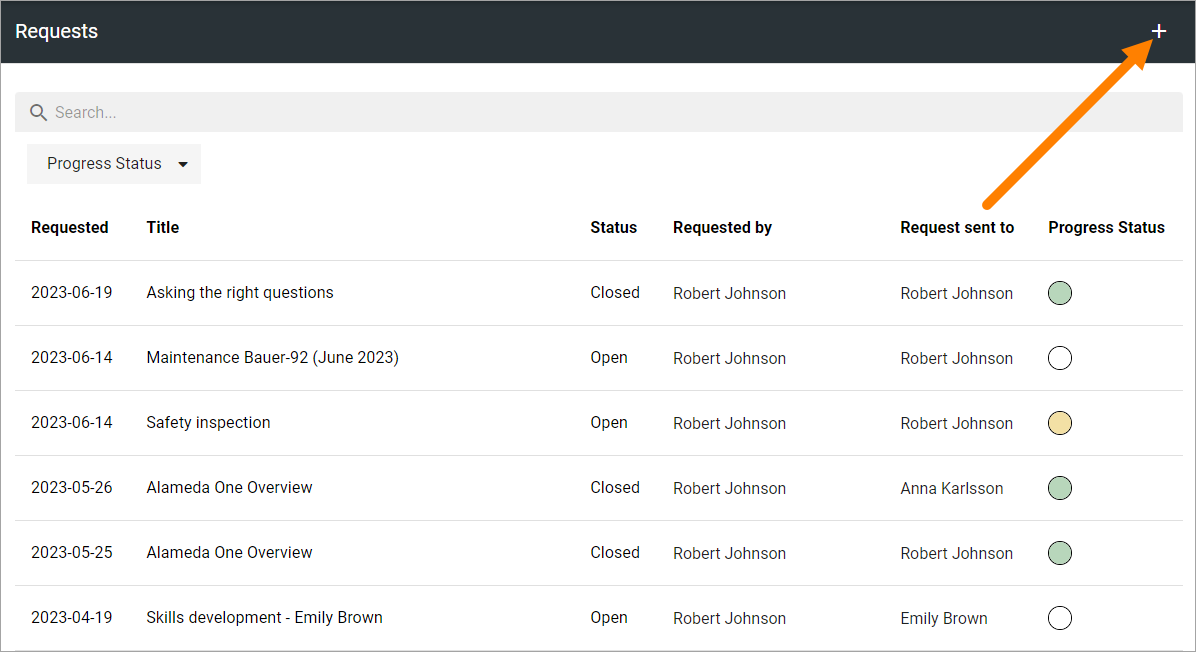 Requests +
Search...
Progress Status
Requested Title Status Requested by Request sent to Progress Status
2023-06-19 Asking the right questions Closed Robert Johnson Robert Johnson
2023-06-14 Maintenance Bauer-92 (June 2023) Open Robert Johnson Robert Johnson
2023-06-14 Safety inspection Open Robert Johnson Robert Johnson
2023-05-26 Alameda One Overview Closed Robert Johnson Anna Karlsson
2023-05-25 Alameda One Overview Closed Robert Johnson Robert Johnson
2023-04-19 Skills development - Emily Brown Open Robert Johnson Emily Brown